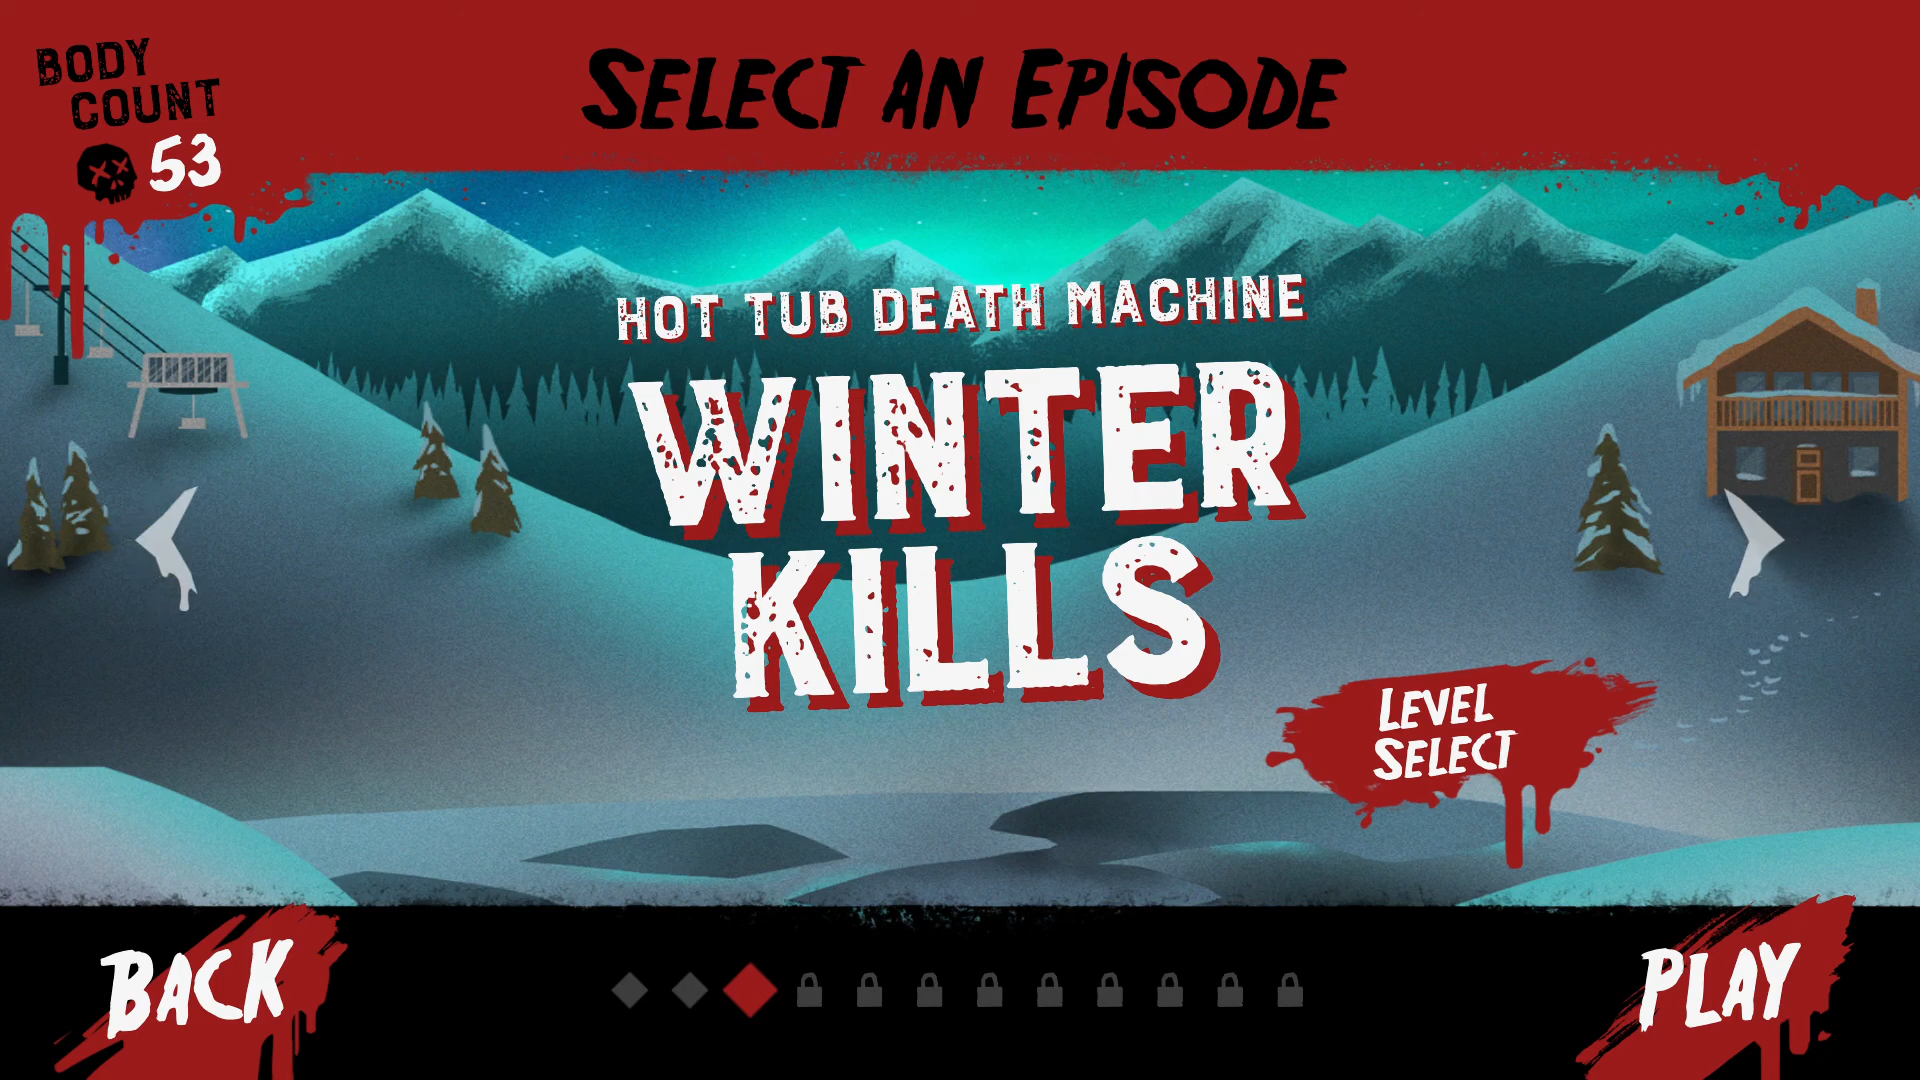 BODY
COUNT
53
SELECT AN EPISODE
HOT TUB DEATH MACHINE
WINTER
KILLS
LEVEL
SELECT
BACK
PLAY